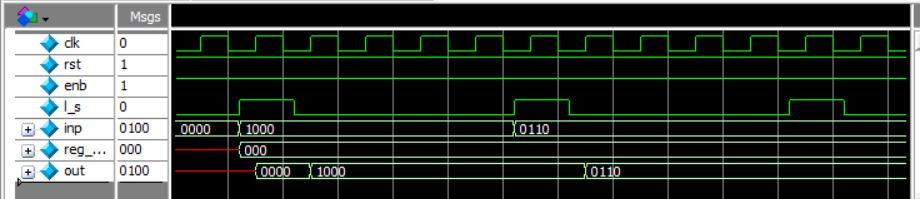 Msgs
clk 0
rst 1
enb 1
l_s 0
inp 0100 0000 1000 0110
reg_... 000 000
out 0100 0000 1000 0110